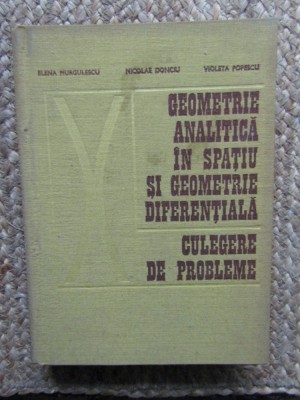 ELENA MURGULESCU NICOLAE DONCIU VIOLETA POPESCU
GEOMETRIE
ANALITICĂ
ÎN SPAȚIU
ȘI GEOMETRIE
DIFERENȚIALĂ
CULEGERE
DE PROBLEME